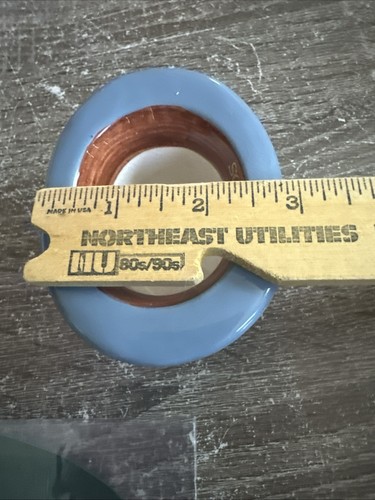 MADE IN USA 1 2 3
NORTHEAST UTILITIES
NU 80s/90s